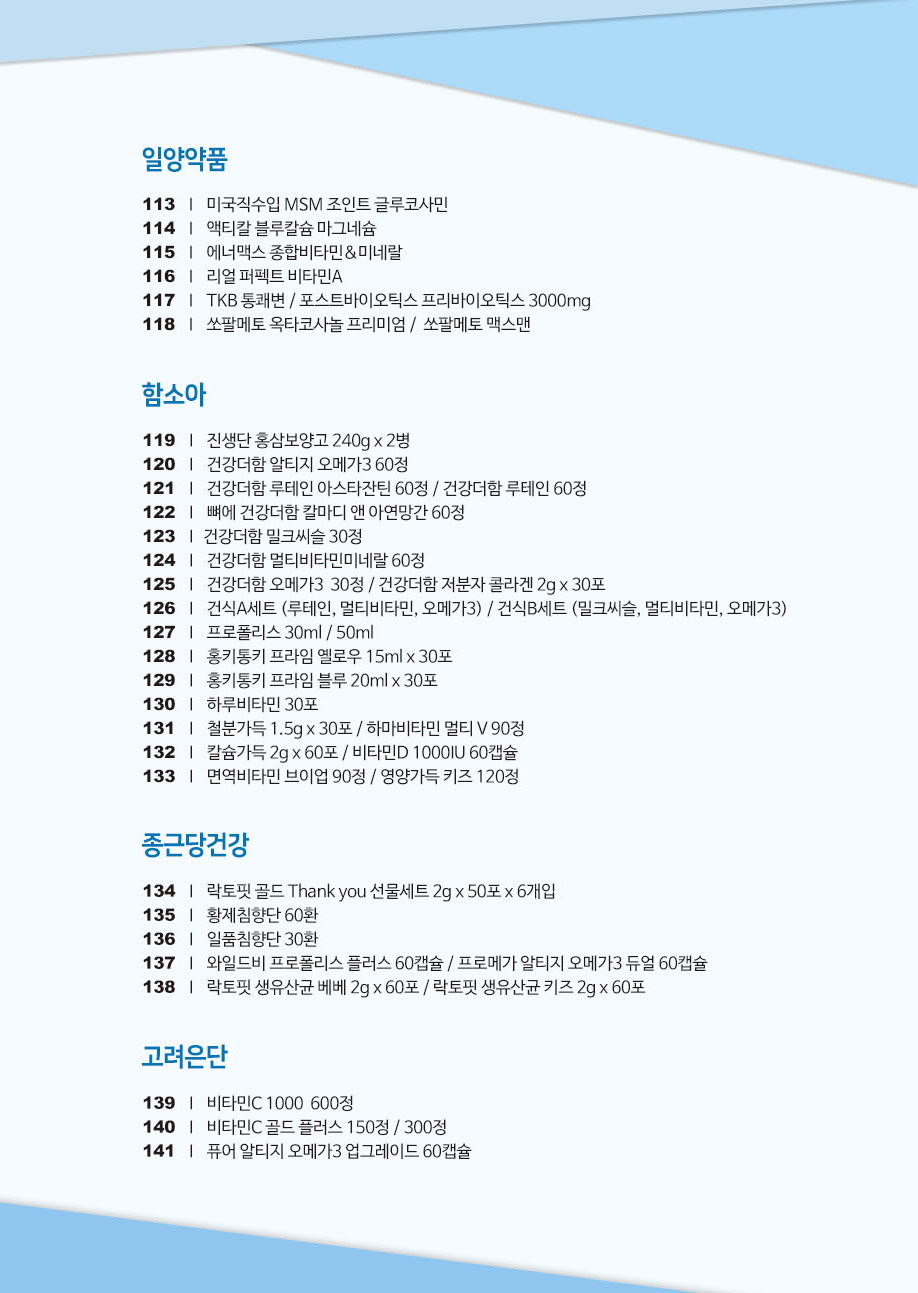 일양약품
113 | 미국직수입 MSM 조인트 글루코사민
114 | 액티칼 블루칼슘 마그네슘
115 | 에너맥스 종합비타민&미네랄
116 | 리얼 퍼펙트 비타민A
117 | TKB 통쾌변 / 포스트바이오틱스 프리바이오틱스 3000mg
118 | 쏘팔메토 옥타코사놀 프리미엄 / 쏘팔메토 맥스맨
함소아
119 | 진생단 홍삼보양고 240g x 2병
120 | 건강더함 알티지 오메가3 60정
121 | 건강더함 루테인 아스타잔틴 60정 / 건강더함 루테인 60정
122 | 뼈에 건강더함 칼마디 앤 아연망간 60정
123 | 건강더함 밀크씨슬 30정
124 | 건강더함 멀티비타민미네랄 60정
125 | 건강더함 오메가3 30정 / 건강더함 저분자 콜라겐 2g x 30포
126 | 건식A세트 (루테인, 멀티비타민, 오메가3) / 건식B세트 (밀크씨슬, 멀티비타민, 오메가3)
127 | 프로폴리스 30ml / 50ml
128 | 홍키통키 프라임 옐로우 15ml x 30포
129 | 홍키통키 프라임 블루 20ml x 30포
130 | 하루비타민 30포
131 | 철분가득 1.5g x 30포 / 하마비타민 멀티 V 90정
132 | 칼슘가득 2g x 60포 / 비타민D 1000IU 60캡슐
133 | 면역비타민 브이업 90정 / 영양가득 키즈 120정
종근당건강
134 | 락토핏 골드 Thank you 선물세트 2g x 50포 x 6개입
135 | 황제침향단 60환
136 | 일품침향단 30환
137 | 와일드비 프로폴리스 플러스 60캡슐 / 프로메가 알티지 오메가3 듀얼 60캡슐
138 | 락토핏 생유산균 베베 2g x 60포 / 락토핏 생유산균 키즈 2g x 60포
고려은단
139 | 비타민C 1000 600정
140 | 비타민C 골드 플러스 150정 / 300정
141 | 퓨어 알티지 오메가3 업그레이드 60캡슐